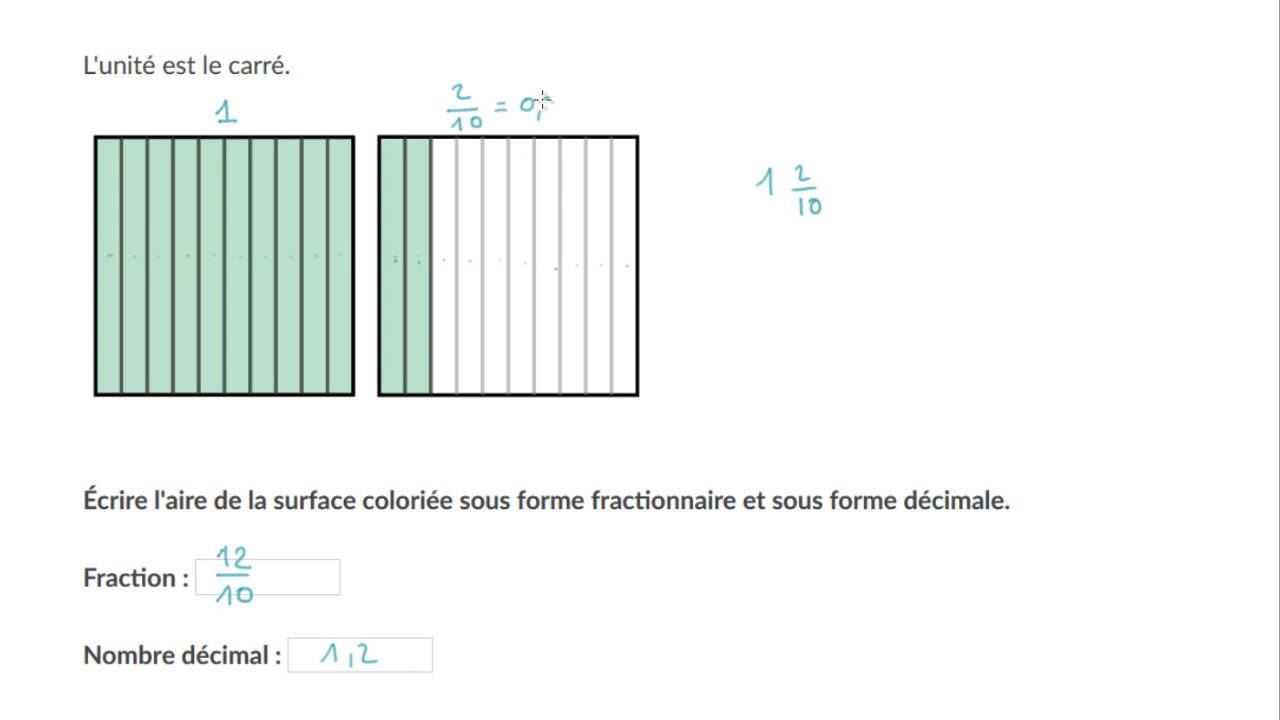 L'unité est le carré.
1
2/10 = 0,
1 2/10
Écrire l'aire de la surface coloriée sous forme fractionnaire et sous forme décimale.
Fraction : 12/10
Nombre décimal : 1,2